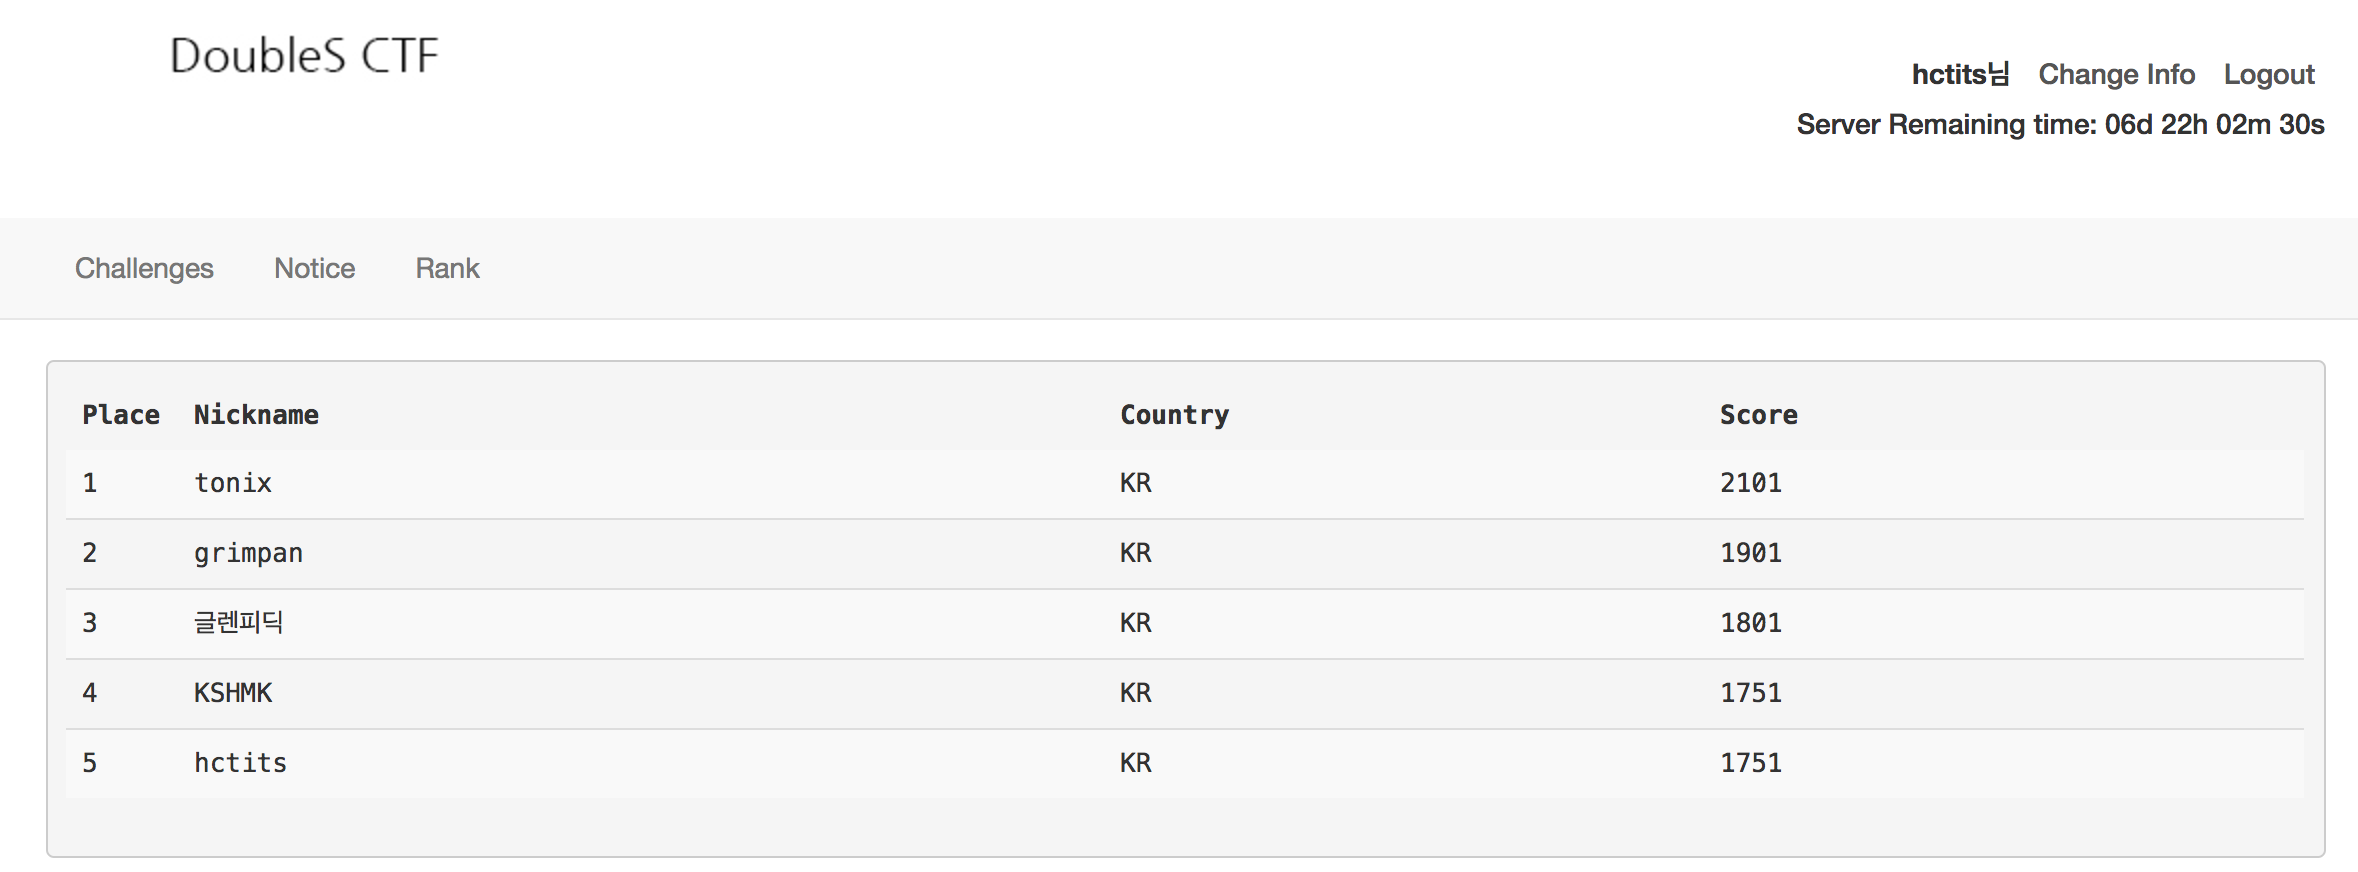 DoubleS CTF
hctits님 Change Info Logout
Server Remaining time: 06d 22h 02m 30s
Challenges Notice Rank
Place Nickname Country Score
1 tonix KR 2101
2 grimpan KR 1901
3 글렌피딕 KR 1801
4 KSHMK KR 1751
5 hctits KR 1751